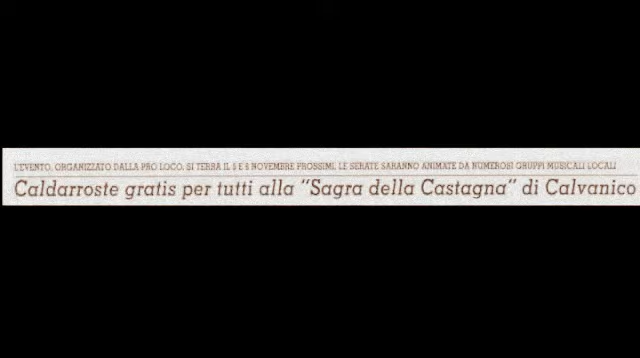 L'EVENTO, ORGANIZZATO DALLA PRO LOCO, SI TERRÀ IL 5 E 6 NOVEMBRE PROSSIMI. LE SERATE SARANNO ANIMATE DA NUMEROSI GRUPPI MUSICALI LOCALI
Caldarroste gratis per tutti alla "Sagra della Castagna" di Calvanico